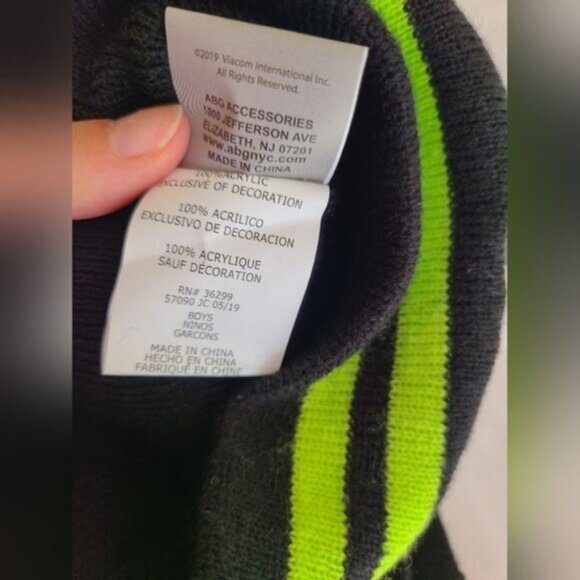 ©2019 Viacom International Inc.
All Rights Reserved.
ABG ACCESSORIES
1000 JEFFERSON AVE
ELIZABETH, NJ 07201
www.abgnyc.com
MADE IN CHINA
100%ACRYLIC
EXCLUSIVE OF DECORATION
100% ACRILICO
EXCLUSIVO DE DECORACION
100% ACRYLIQUE
SAUF DÉCORATION
RN# 36299
57090 JC 05/19
BOYS
NINOS
GARCONS
MADE IN CHINA
HECHO EN CHINA
FABRIQUÉ EN CHINE